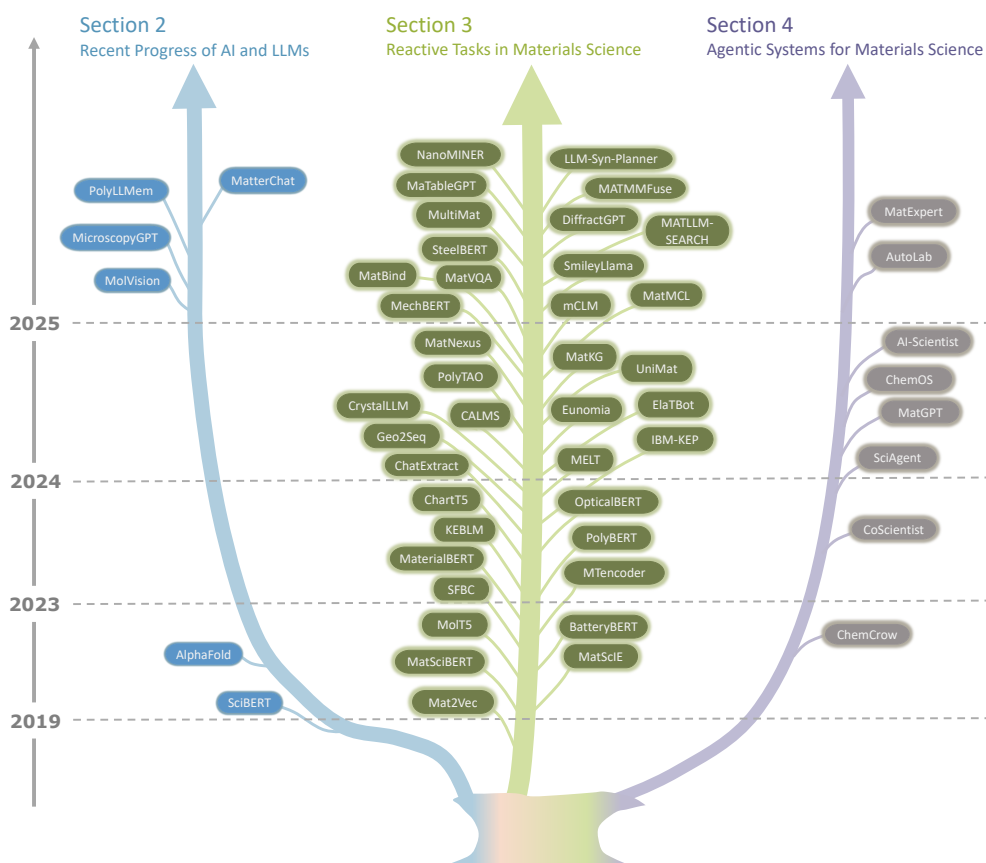 Section 2
Recent Progress of AI and LLMs
Section 3
Reactive Tasks in Materials Science
Section 4
Agentic Systems for Materials Science
NanoMINER
LLM-Syn-Planner
MatterChat
PolyLLMem
MaTableGPT
MATMMFuse
MultiMat
DiffractGPT
MATLLM-
SEARCH
MatExpert
MicroscopyGPT
SteelBERT
AutoLab
MolVision
MatBind
MatVQA
SmileyLlama
MechBERT
mCLM
MatMCL
2025
MatNexus
AI-Scientist
MatKG
UniMat
PolyTAO
ChemOS
CrystalLLM
CALMS
Eunomia
ElaTBot
MatGPT
Geo2Seq
IBM-KEP
ChatExtract
MELT
SciAgent
2024
ChartT5
OpticalBERT
KEBLM
PolyBERT
CoScientist
MaterialBERT
MTencoder
SFBC
2023
MolT5
BatteryBERT
ChemCrow
AlphaFold
MatSciBERT
MatScIE
SciBERT
Mat2Vec
2019